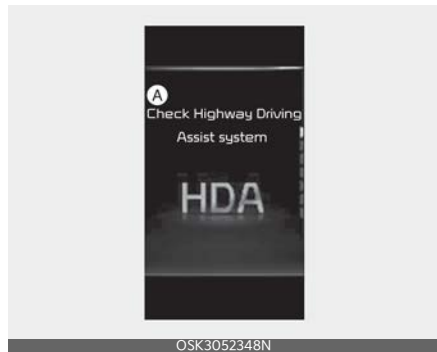 A
Check Highway Driving
Assist system
HDA
OSK3052348N